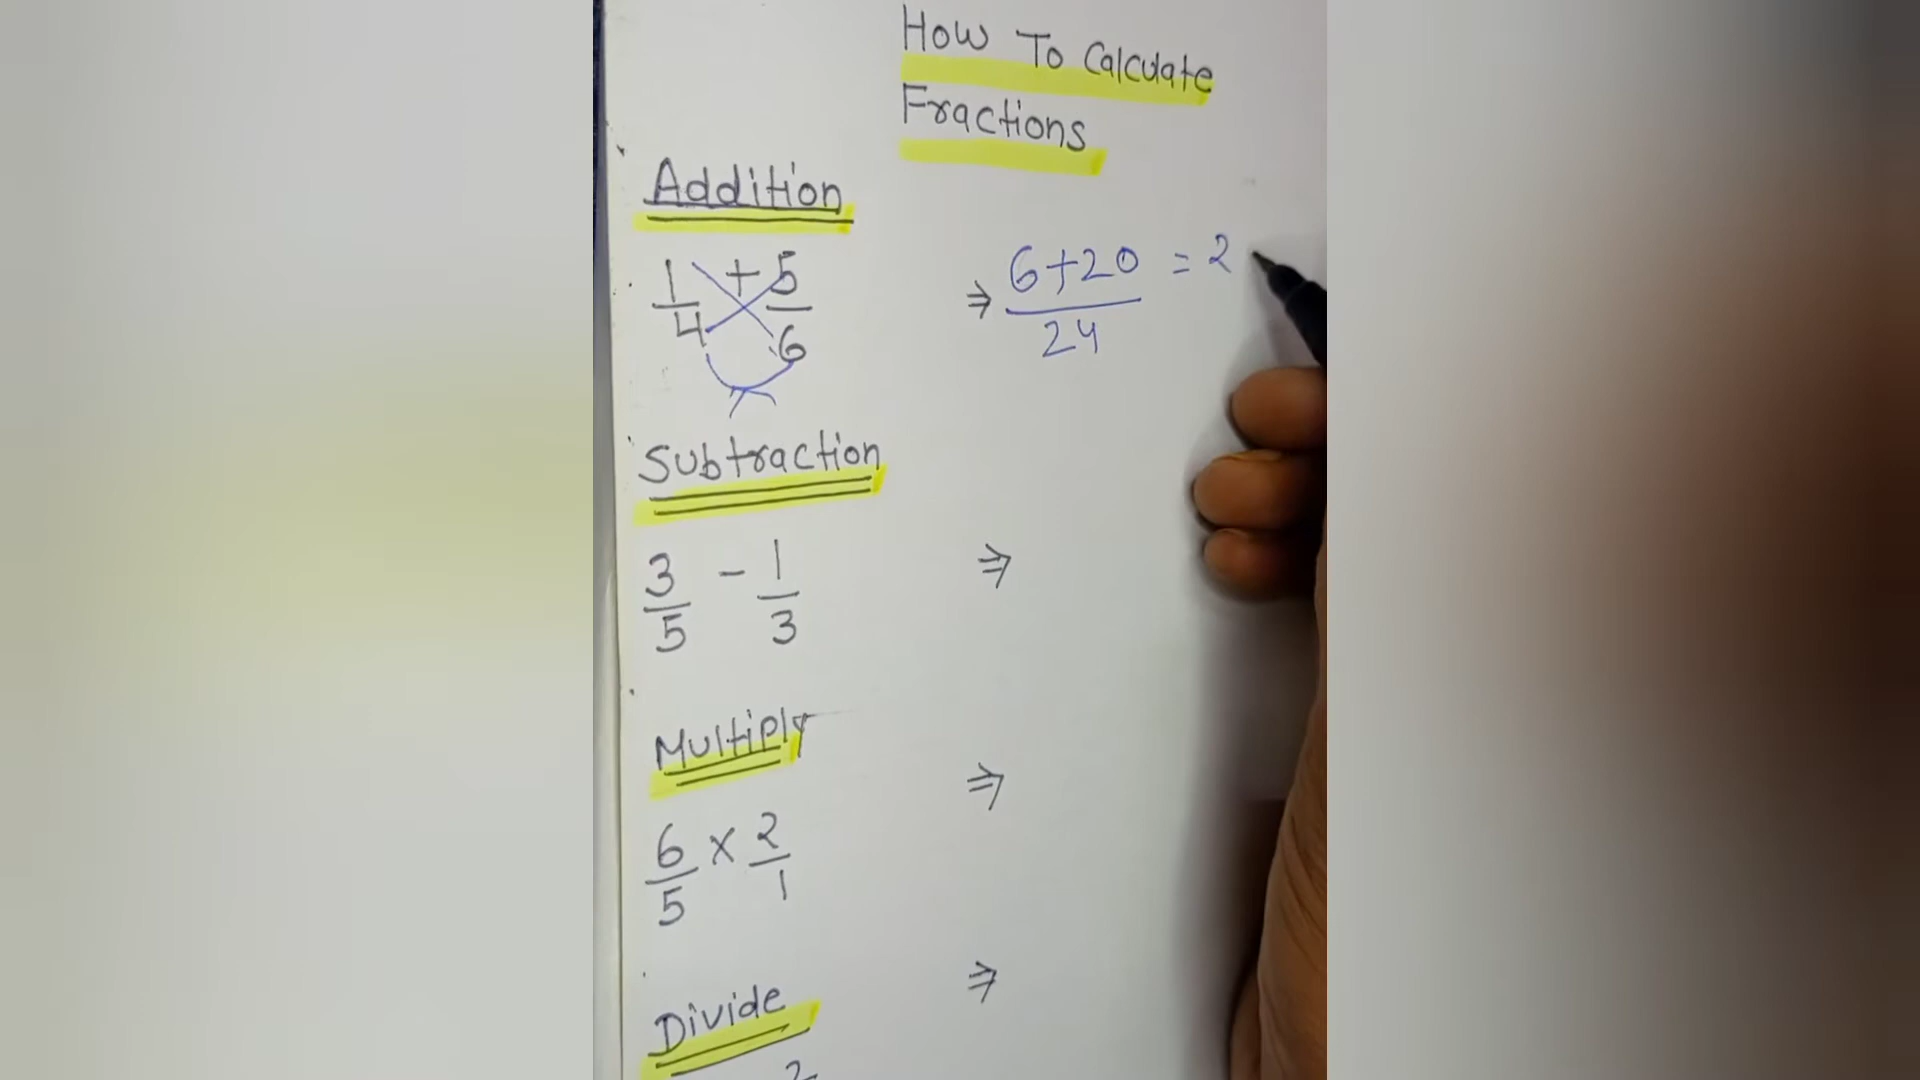 How To Calculate
Fractions
Addition
1/4 + 5/6 ⇒ 6+20/24 = 2
Subtraction
3/5 - 1/3 ⇒
Multiply
⇒
6/5 × 2/1
Divide ⇒
2